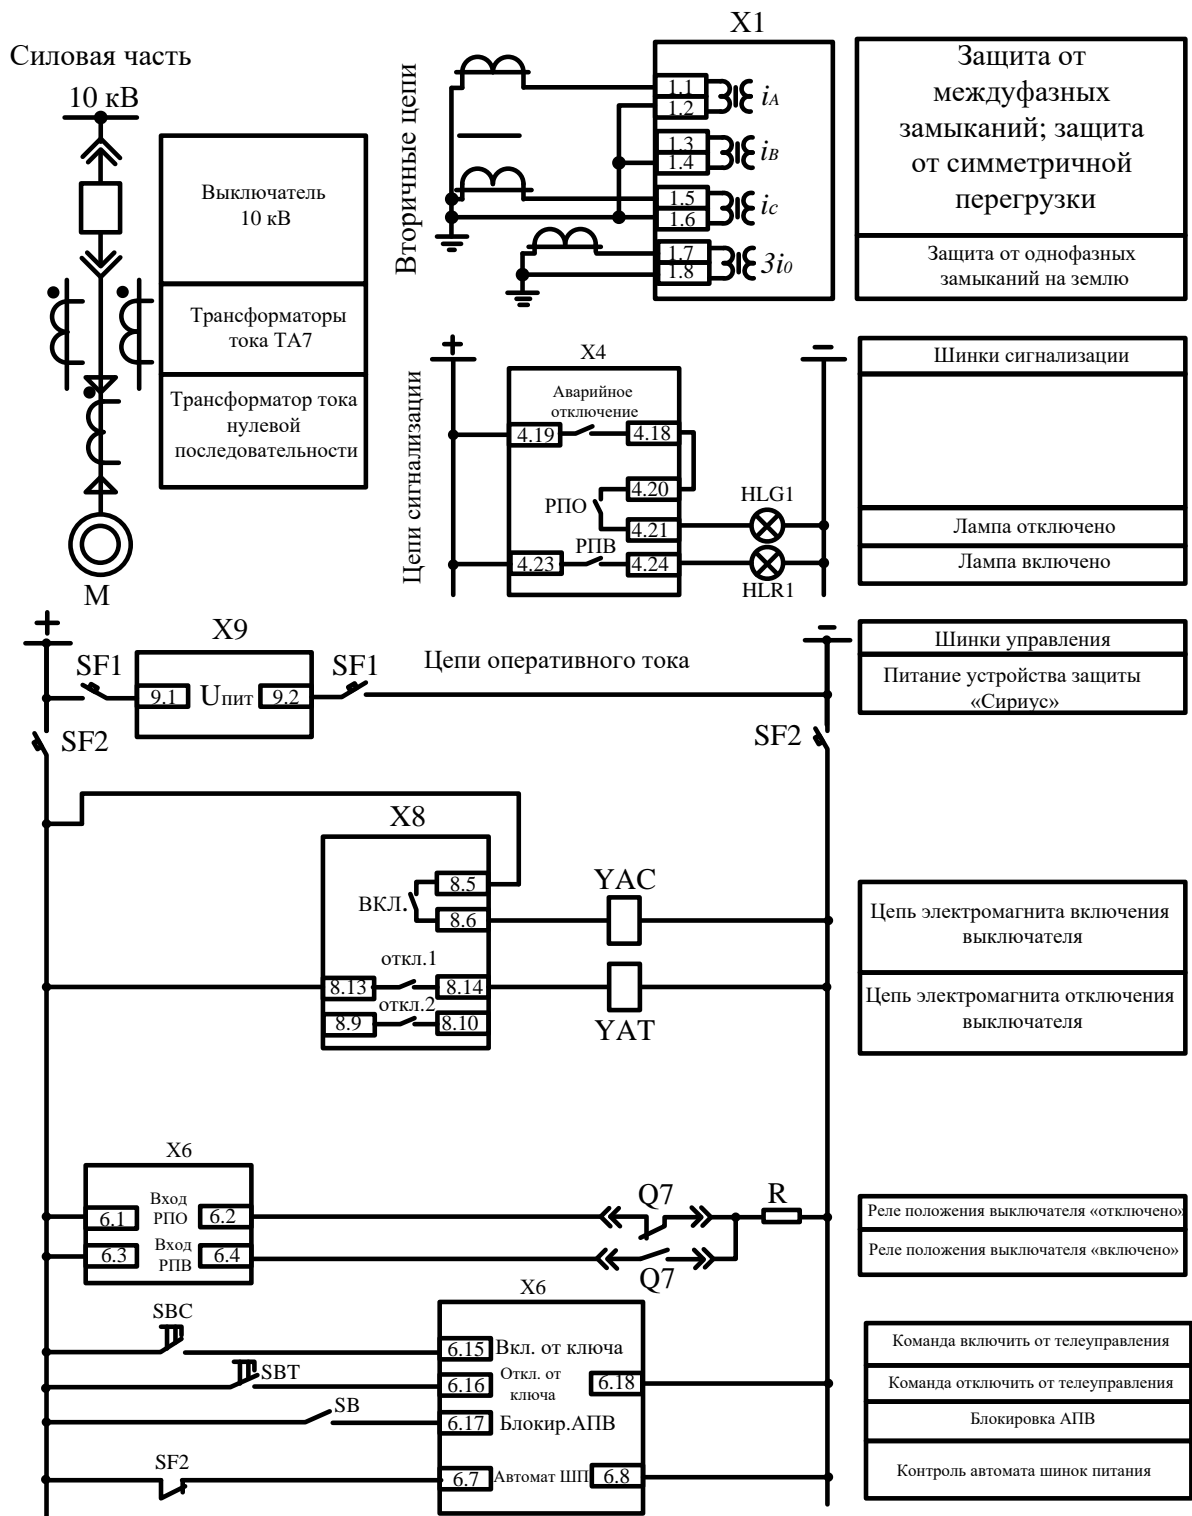 Силовая часть
10 кВ
Выключатель
10 кВ
Трансформаторы
тока ТА7
Трансформатор тока
нулевой
последовательности
М
Вторичные цепи
X1
1.1
1.2
iA
1.3
1.4
iB
1.5
1.6
iC
1.7
1.8
3i0
Защита от
междуфазных
замыканий; защита
от симметричной
перегрузки
Защита от однофазных
замыканий на землю
Цепи сигнализации
+
−
X4
Аварийное
отключение
4.19
4.18
4.20
РПО
4.21
HLG1
РПВ
4.23
4.24
HLR1
Шинки сигнализации
Лампа отключено
Лампа включено
+
−
X9
SF1
9.1
Uпит
9.2
SF1
Цепи оперативного тока
SF2
SF2
Шинки управления
Питание устройства защиты
«Сириус»
X8
8.5
ВКЛ.
8.6
YAC
откл.1
8.13
8.14
откл.2
8.9
8.10
YAT
Цепь электромагнита включения
выключателя
Цепь электромагнита отключения
выключателя
X6
6.1
Вход
РПО
6.2
6.3
Вход
РПВ
6.4
Q7
R
Q7
Реле положения выключателя «отключено»
Реле положения выключателя «включено»
X6
SBC
6.15
Вкл. от ключа
SBT
6.16
Откл. от
ключа
6.18
SB
6.17
Блокир.АПВ
SF2
6.7
Автомат ШП
6.8
Команда включить от телеуправления
Команда отключить от телеуправления
Блокировка АПВ
Контроль автомата шинок питания